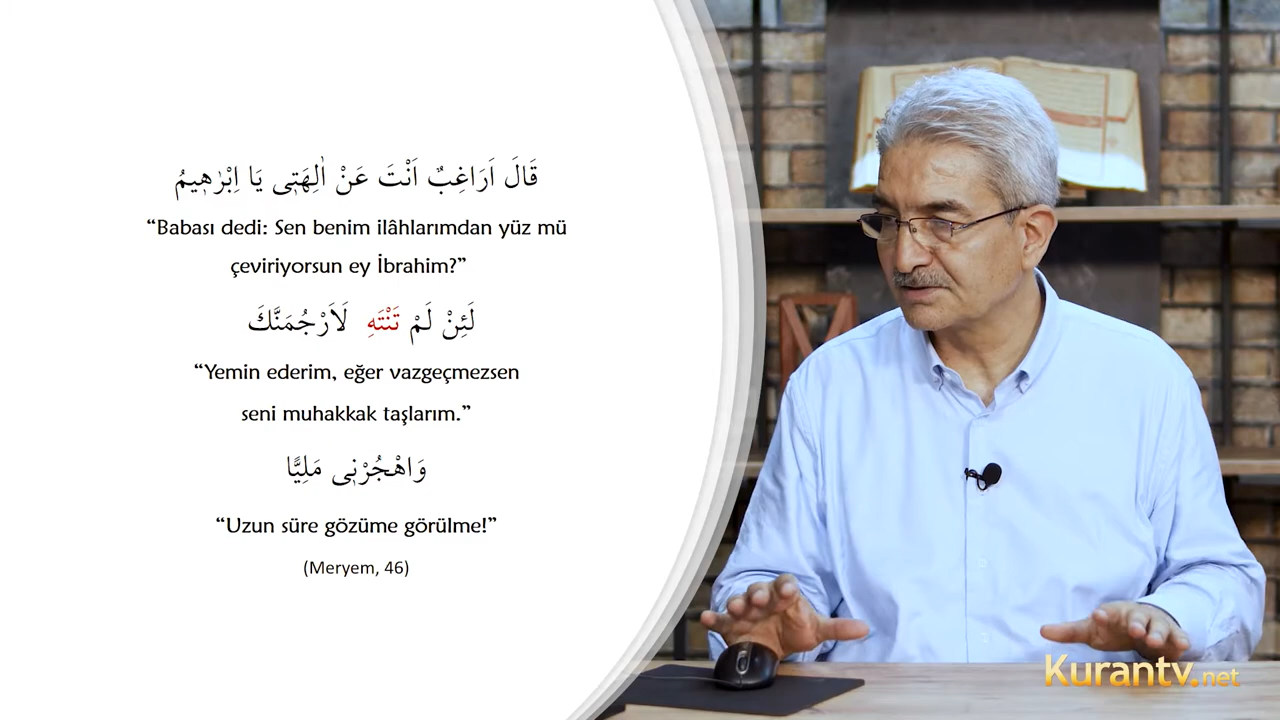 قَالَ اَرَاغِبٌ اَنْتَ عَنْ اٰلِهَتٖى يَا اِبْرٰهٖيمُ
“Babası dedi: Sen benim ilâhlarımdan yüz mü
çeviriyorsun ey İbrahim?”
لَئِنْ لَمْ تَنْتَهِ لَاَرْجُمَنَّكَ
“Yemin ederim, eğer vazgeçmezsen
seni muhakkak taşlarım.”
وَاهْجُرْنٖى مَلِيًّا
“Uzun süre gözüme görülme!”
(Meryem, 46)
Kurantv.net